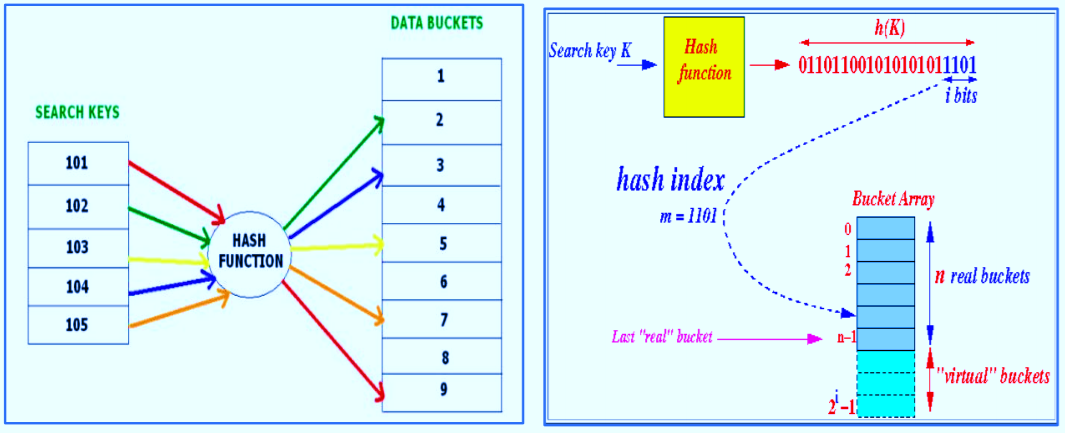 DATA BUCKETS
SEARCH KEYS
101
102
103
104
105
HASH
FUNCTION
1
2
3
4
5
6
7
8
9
Search key K
Hash
function
h(K)
01101100101010101 1101
i bits
hash index
m = 1101
Bucket Array
0
1
2
n real buckets
Last "real" bucket
n-1
"virtual" buckets
2^i -1